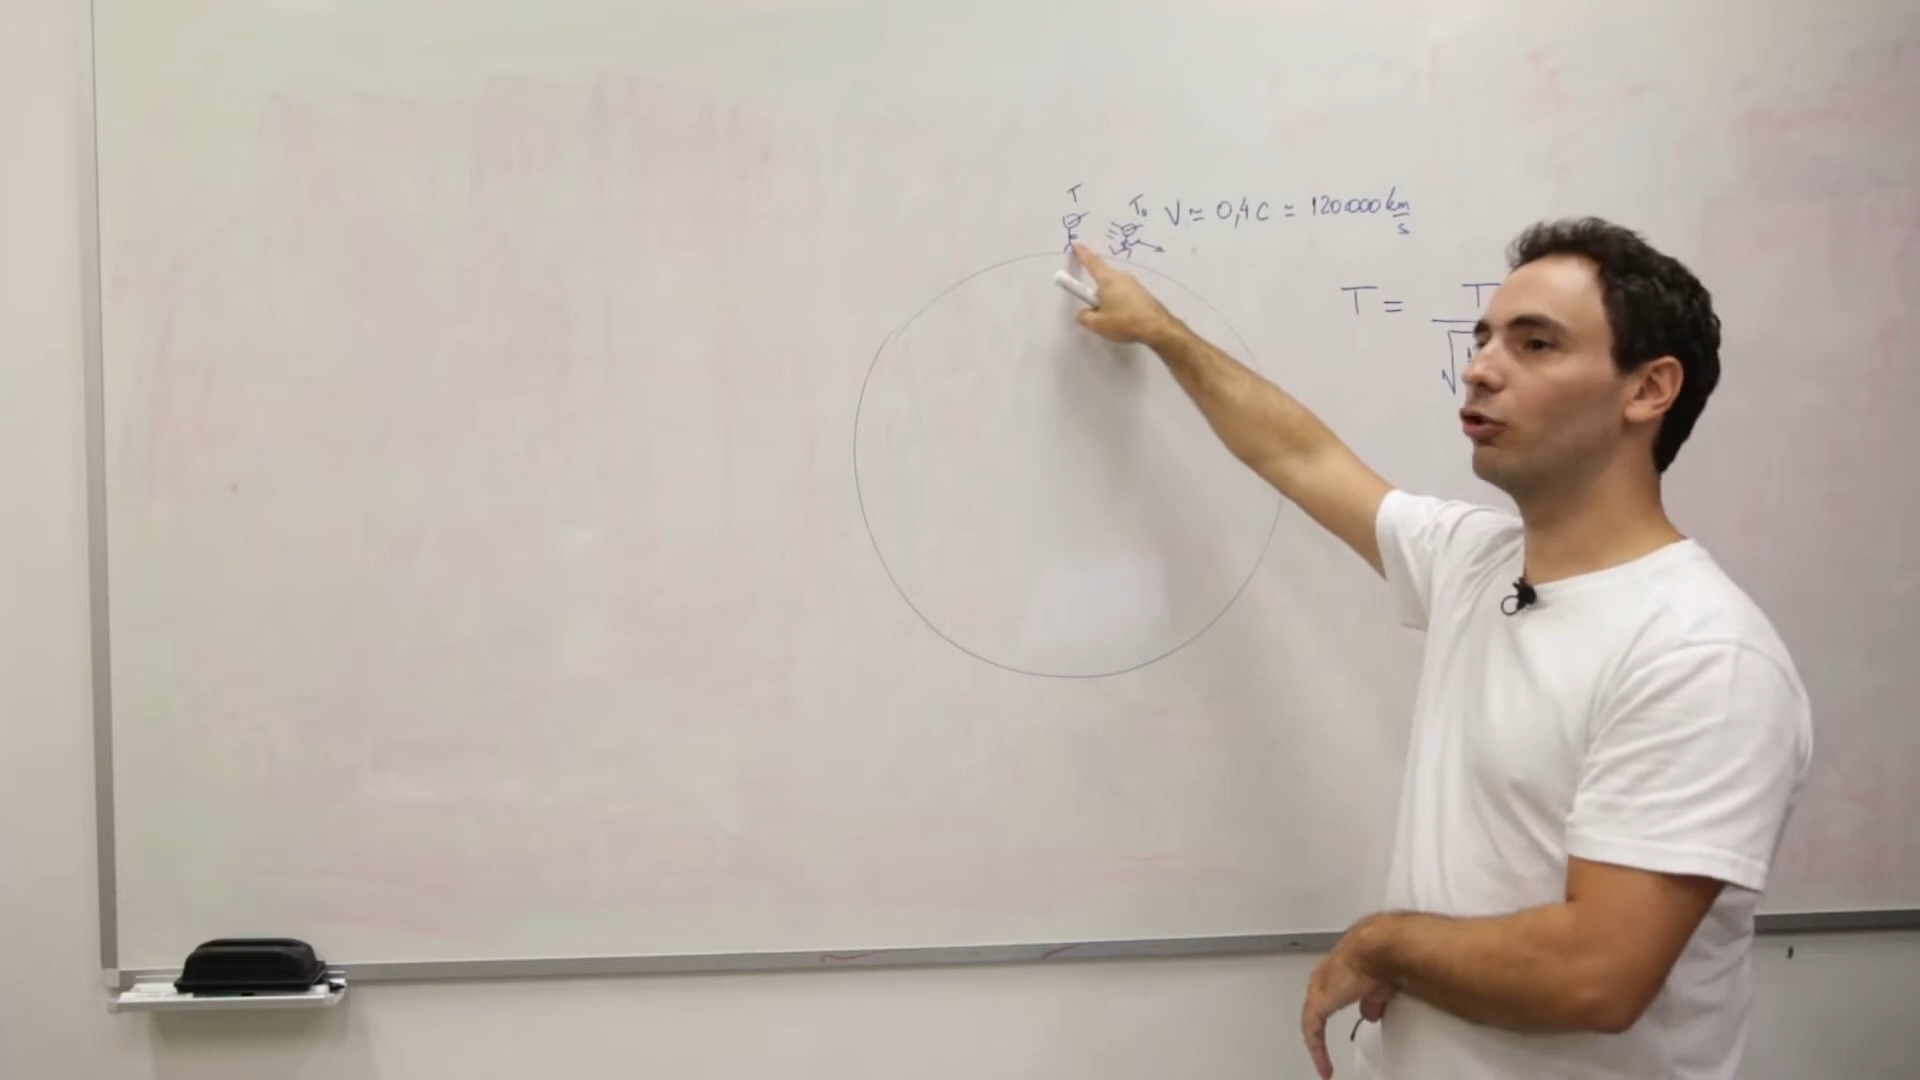 T
T₀ V ≃ 0,4 c ≃ 120.000 km/s
T =